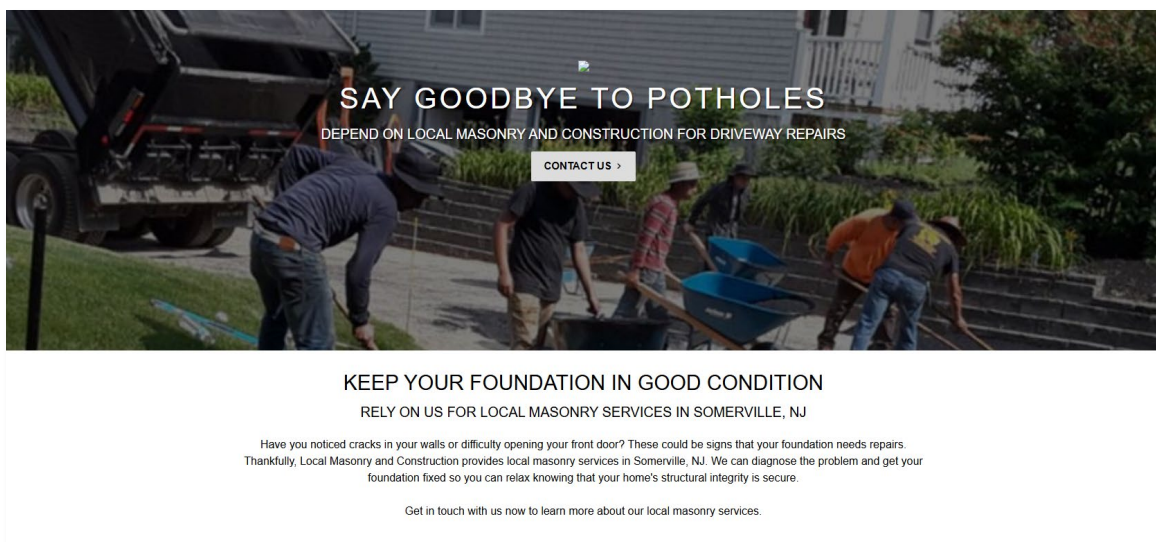 SAY GOODBYE TO POTHOLES
DEPEND ON LOCAL MASONRY AND CONSTRUCTION FOR DRIVEWAY REPAIRS
CONTACT US >
KEEP YOUR FOUNDATION IN GOOD CONDITION
RELY ON US FOR LOCAL MASONRY SERVICES IN SOMERVILLE, NJ
Have you noticed cracks in your walls or difficulty opening your front door? These could be signs that your foundation needs repairs.
Thankfully, Local Masonry and Construction provides local masonry services in Somerville, NJ. We can diagnose the problem and get your
foundation fixed so you can relax knowing that your home's structural integrity is secure.
Get in touch with us now to learn more about our local masonry services.